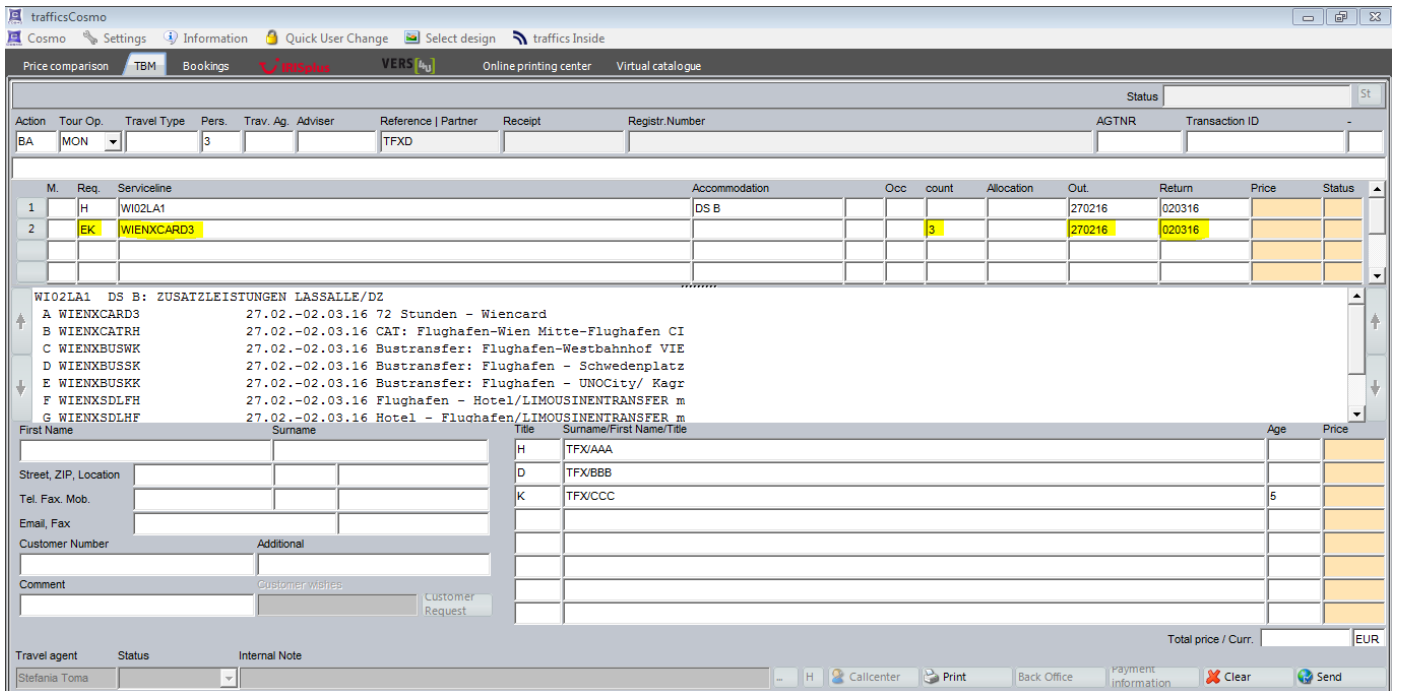 trafficsCosmo
Cosmo Settings Information Quick User Change Select design traffics Inside
Price comparison TBM Bookings IRISplus VERS[4U] Online printing center Virtual catalogue
Status St
Action Tour Op. Travel Type Pers. Trav. Ag. Adviser Reference | Partner Receipt Registr.Number AGTNR Transaction ID -
BA MON 3 TFXD
M. Req. Serviceline Accommodation Occ count Allocation Out. Return Price Status
1 H WI02LA1 DS B 270216 020316
2 EK WIENXCARD3 3 270216 020316
WI02LA1 DS B: ZUSATZLEISTUNGEN LASSALLE/DZ
A WIENXCARD3 27.02.-02.03.16 72 Stunden - Wiencard
B WIENXCATRH 27.02.-02.03.16 CAT: Flughafen-Wien Mitte-Flughafen CI
C WIENXBUSWK 27.02.-02.03.16 Bustransfer: Flughafen-Westbahnhof VIE
D WIENXBUSSK 27.02.-02.03.16 Bustransfer: Flughafen - Schwedenplatz
E WIENXBUSKK 27.02.-02.03.16 Bustransfer: Flughafen - UNOCity/ Kagr
F WIENXSDLFH 27.02.-02.03.16 Flughafen - Hotel/LIMOUSINENTRANSFER m
G WIENXSDLHF 27.02.-02.03.16 Hotel - Flughafen/LIMOUSINENTRANSFER m
First Name Surname Title Surname/First Name/Title Age Price
H TFX/AAA
Street, ZIP, Location D TFX/BBB
Tel. Fax. Mob. K TFX/CCC 5
Email, Fax
Customer Number Additional
Comment Customer wishes
Customer Request
Total price / Curr. EUR
Travel agent Status Internal Note
Stefania Toma ... H Callcenter Print Back Office Payment information Clear Send